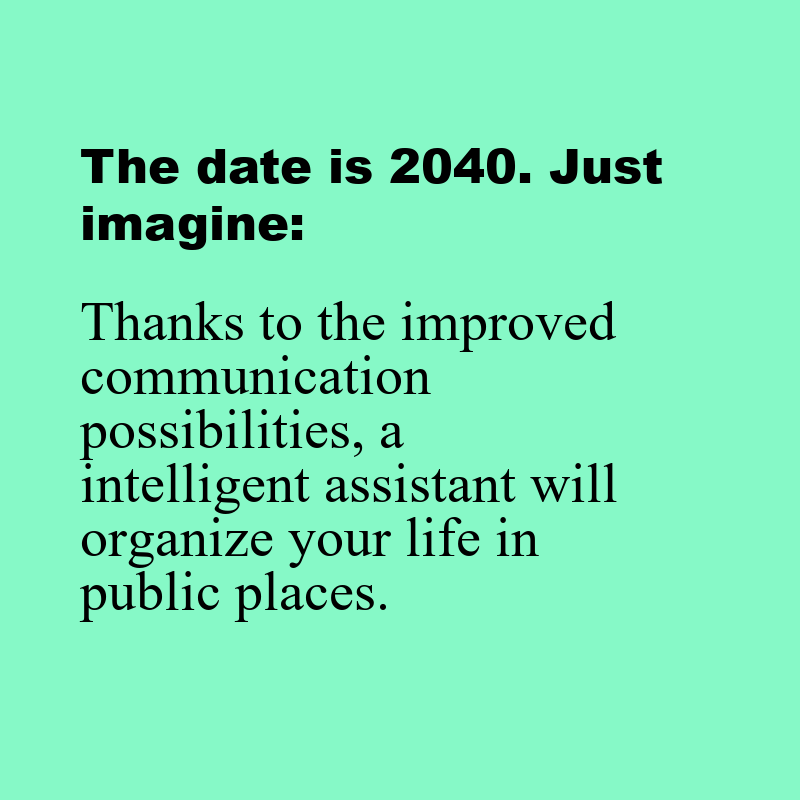 The date is 2040. Just
imagine:
Thanks to the improved
communication
possibilities, a
intelligent assistant will
organize your life in
public places.